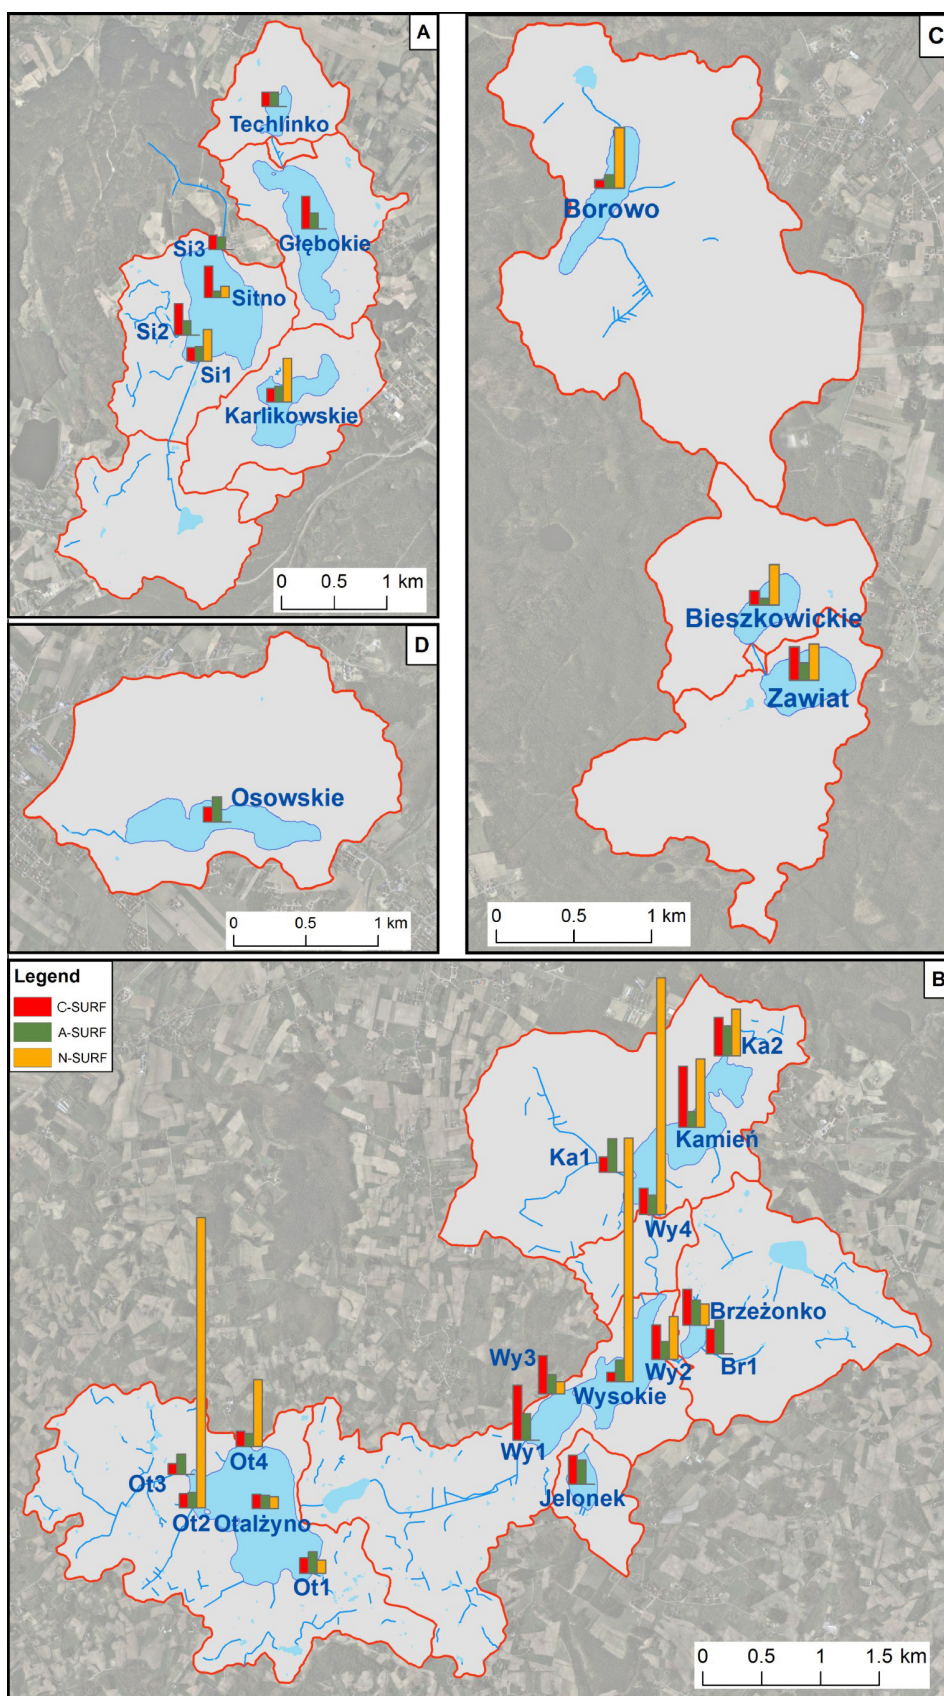 A
Techlinko
Głębokie
Si3
Sitno
Si2
Si1
Karlikowskie
0 0.5 1 km
C
Borowo
Bieszkowickie
Zawiat
0 0.5 1 km
D
Osowskie
0 0.5 1 km
B
Legend
C-SURF
A-SURF
N-SURF
Ka2
Kamień
Ka1
Wy4
Brzeżonko
Br1
Wy3
Wy2
Wysokie
Wy1
Jelonek
Ot4
Ot3
Ot2
Otalżyno
Ot1
0 0.5 1 1.5 km